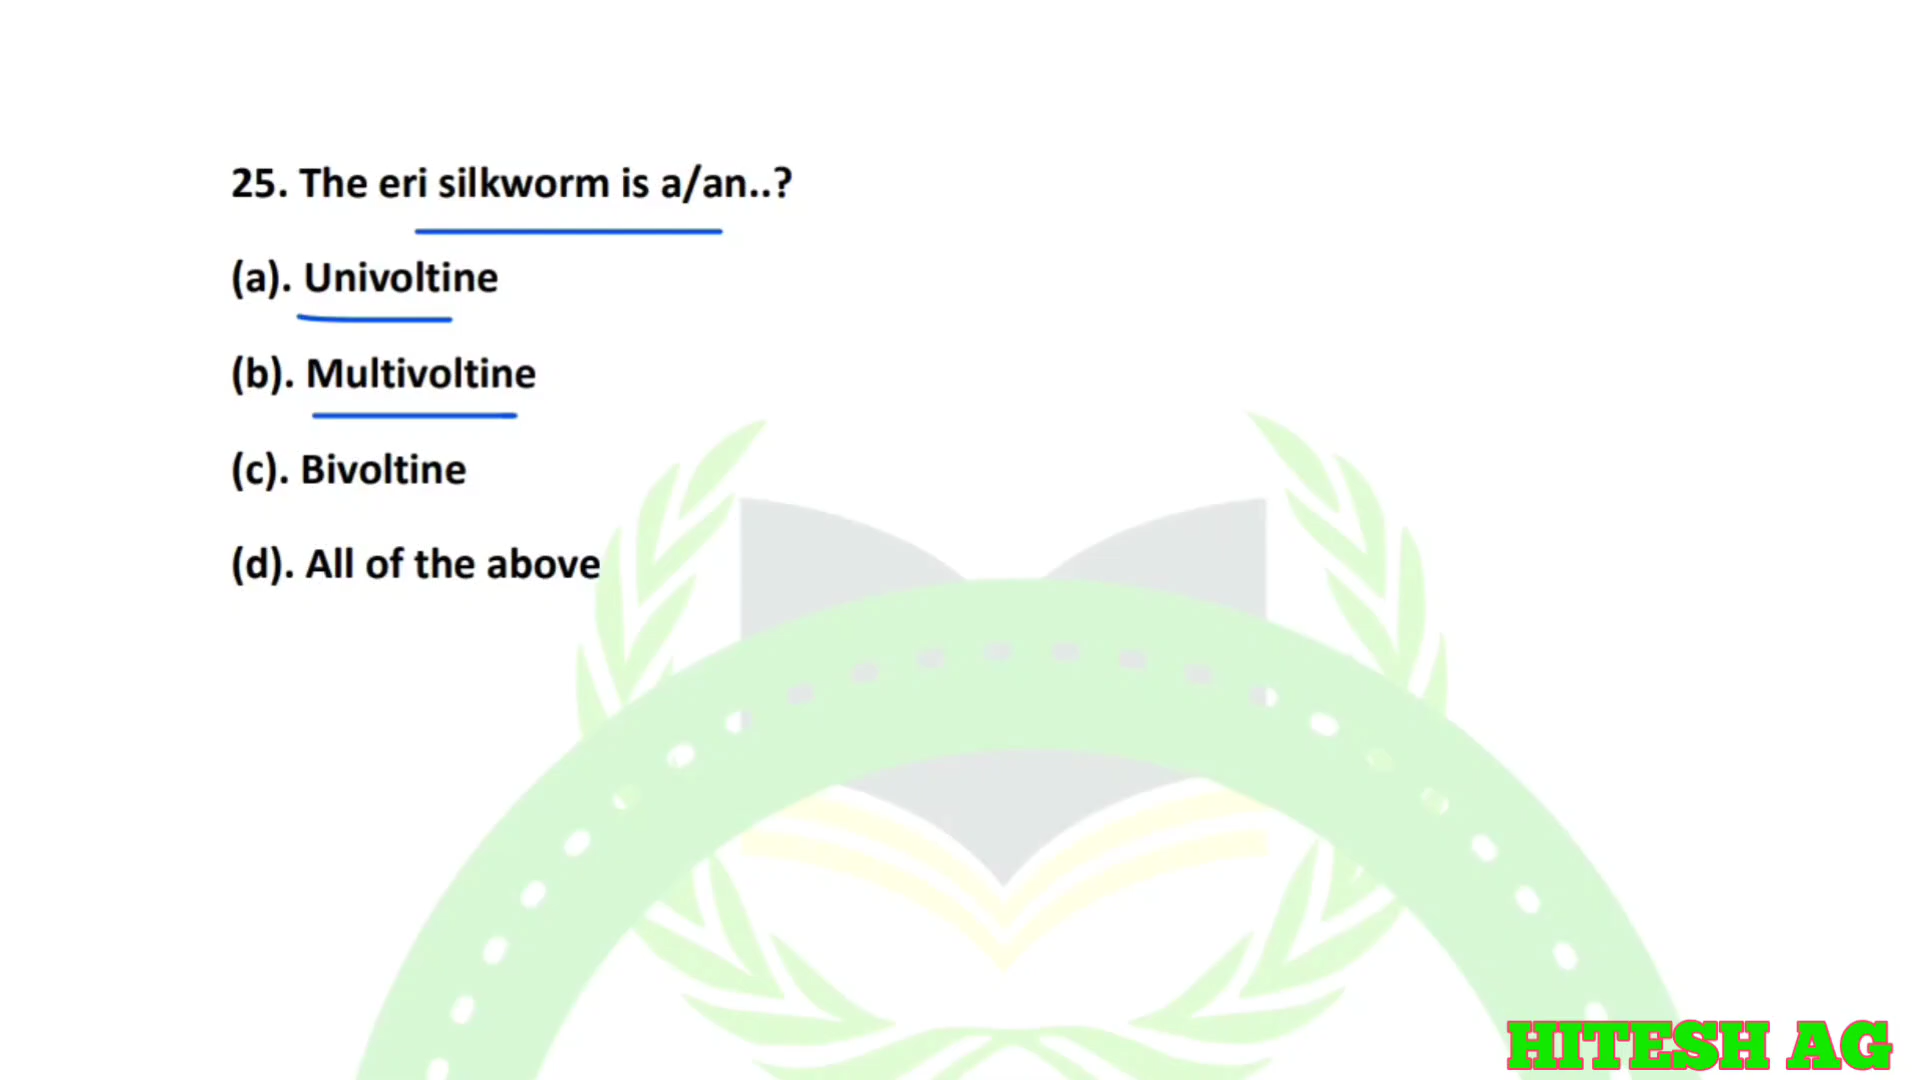 25. The eri silkworm is a/an..?
(a). Univoltine
(b). Multivoltine
(c). Bivoltine
(d). All of the above
HITESH AG